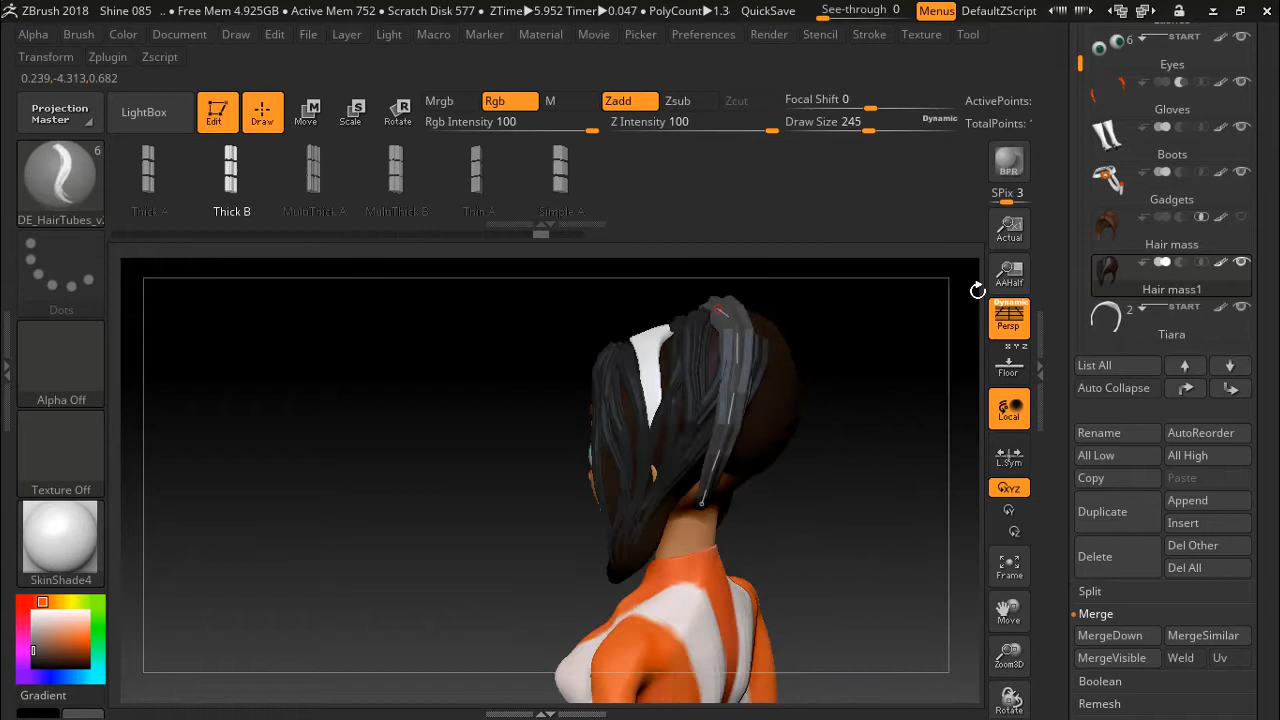 ZBrush 2018 Shine 085 . • Free Mem 4.925GB • Active Mem 752 • Scratch Disk 577 • ZTime▶5.952 Timer▶0.047 • PolyCount▶1.3 QuickSave See-through 0 Menus DefaultZScript
Alpha Brush Color Document Draw Edit File Layer Light Macro Marker Material Movie Picker Preferences Render Stencil Stroke Texture Tool
Transform Zplugin Zscript
0.239,-4.313,0.682
Projection Master LightBox Edit Draw Move Scale Rotate
Mrgb Rgb M Zadd Zsub Zcut Focal Shift 0 ActivePoints:
Rgb Intensity 100 Z Intensity 100 Draw Size 245 Dynamic TotalPoints:
6
DE_HairTubes_v.
Thick A Thick B MultiThick A MultiThick B Thin A Simple A
Dots
Alpha Off
Texture Off
SkinShade4
Gradient
BPR
SPix 3
Actual
AAHalf
Dynamic
Persp
X Y Z
Floor
Local
L.Sym
XYZ
Y
Z
Frame
Move
Zoom3D
Rotate
6 START
Eyes
Gloves
Boots
Gadgets
Hair mass
Hair mass1
2 START
Tiara
List All
Auto Collapse
Rename AutoReorder
All Low All High
Copy Paste
Duplicate Append
Insert
Delete Del Other
Del All
Split
Merge
MergeDown MergeSimilar
MergeVisible Weld Uv
Boolean
Remesh